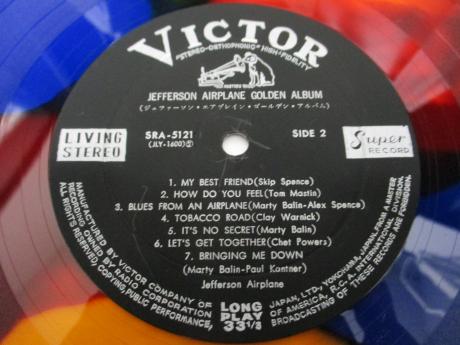 VICTOR
"STEREO-ORTHOPHONIC" HIGH-FIDELITY
JEFFERSON AIRPLANE GOLDEN ALBUM
(ジェファーソン・エアプレイン・ゴールデン・アルバム)
LIVING STEREO
SRA-5121
(JLY-1600)
SIDE 2
Super RECORD
1. MY BEST FRIEND(Skip Spence)
2. HOW DO YOU FEEL(Tom Mastin)
3. BLUES FROM AN AIRPLANE(Marty Balin-Alex Spence)
4. TOBACCO ROAD(Clay Warnick)
5. IT'S NO SECRET(Marty Balin)
6. LET'S GET TOGETHER(Chet Powers)
7. BRINGING ME DOWN
(Marty Balin-Paul Kantner)
Jefferson Airplane
LONG PLAY 33 1/3
MANUFACTURED BY VICTOR COMPANY OF JAPAN, LTD., YOKOHAMA, JAPAN, FROM A MASTER
RECORDING OWNED BY RADIO CORPORATION OF AMERICA. R.C.A. INTERNATIONAL DIVISION.
ALL RIGHTS RESERVED. COPYING, PUBLIC PERFORMANCE, BROADCASTING OF THESE RECORDS ARE FORBIDDEN.